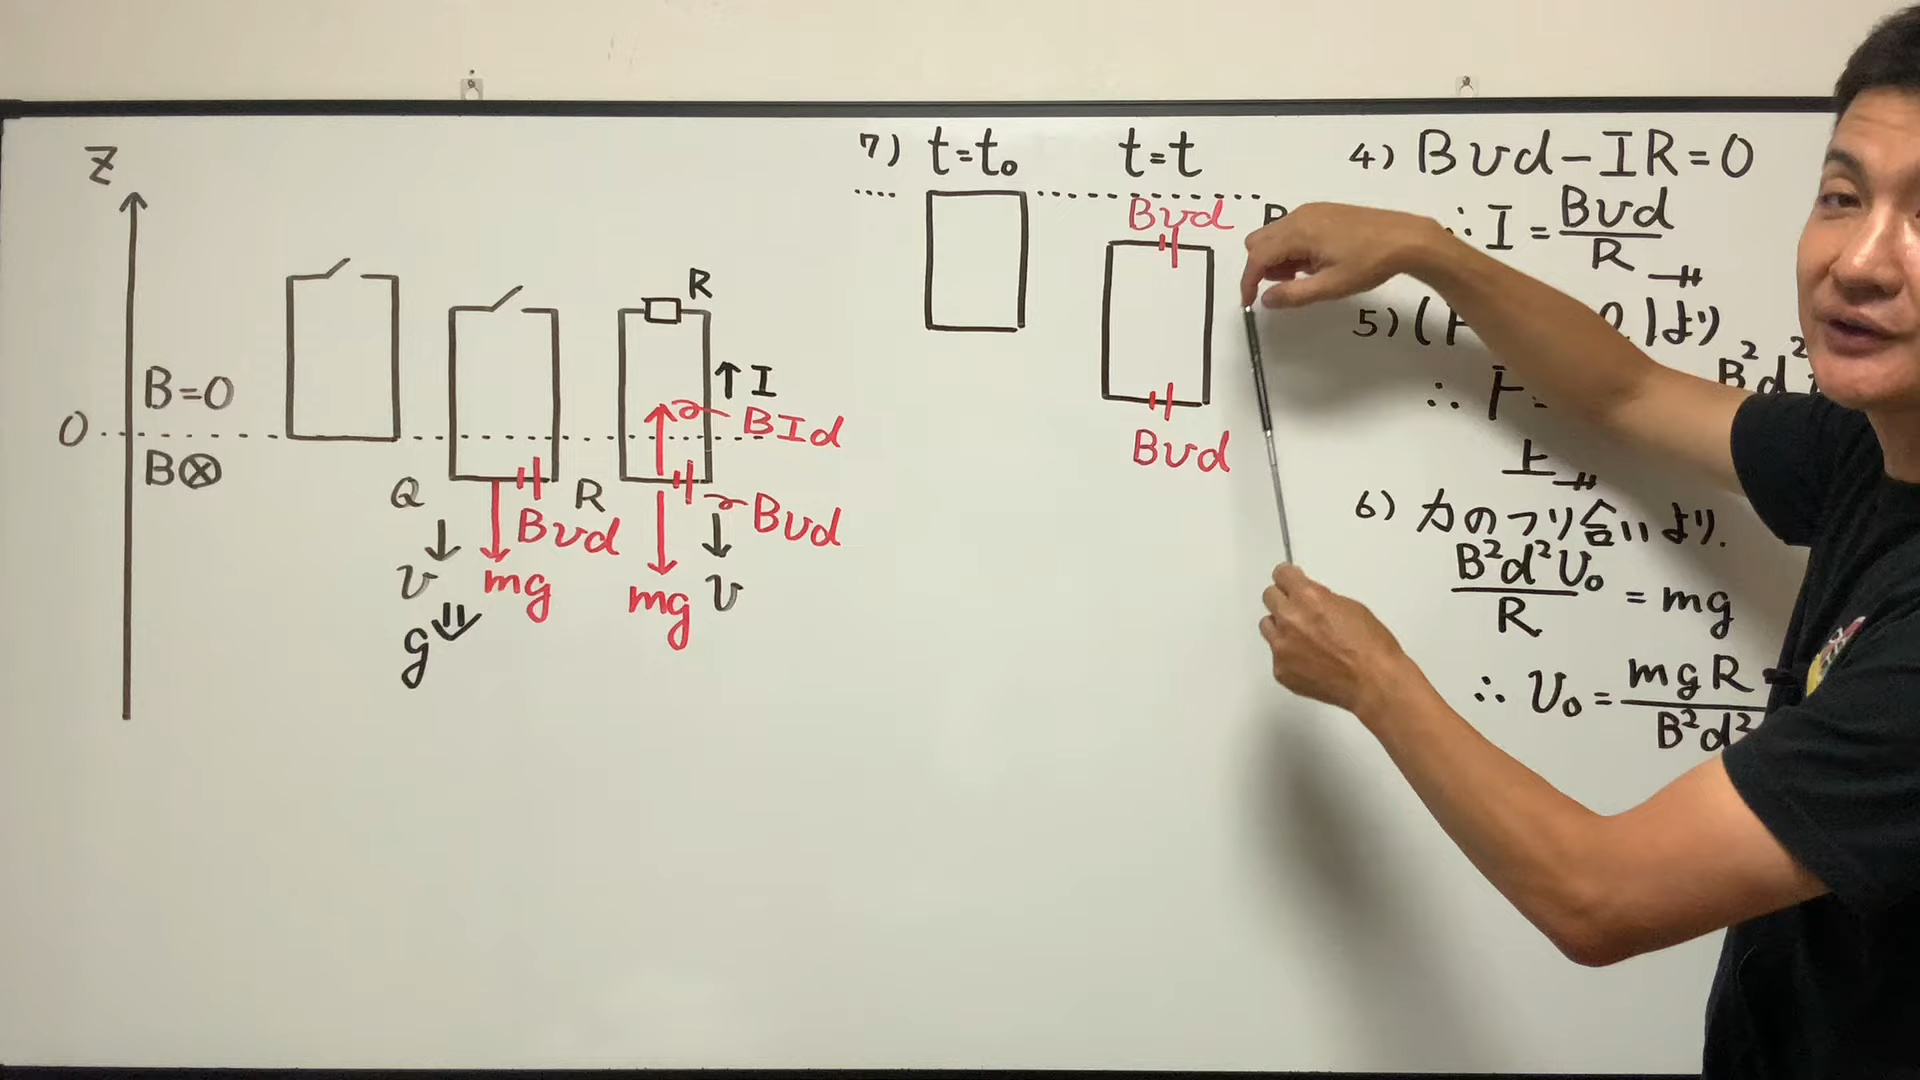 Z
B=0
0
B⊗
Q
v
g
Bvd
mg
R
R
I
BId
Bvd
mg
v
7) t=t₀ t=t
Bvd
Bvd
4) Bvd-IR=0
∴ I = Bvd/R
5) より
B²d²
∴ F=
上
6) 力のつり合いより.
B²d²v₀/R = mg
∴ v₀ = mgR/B²d²